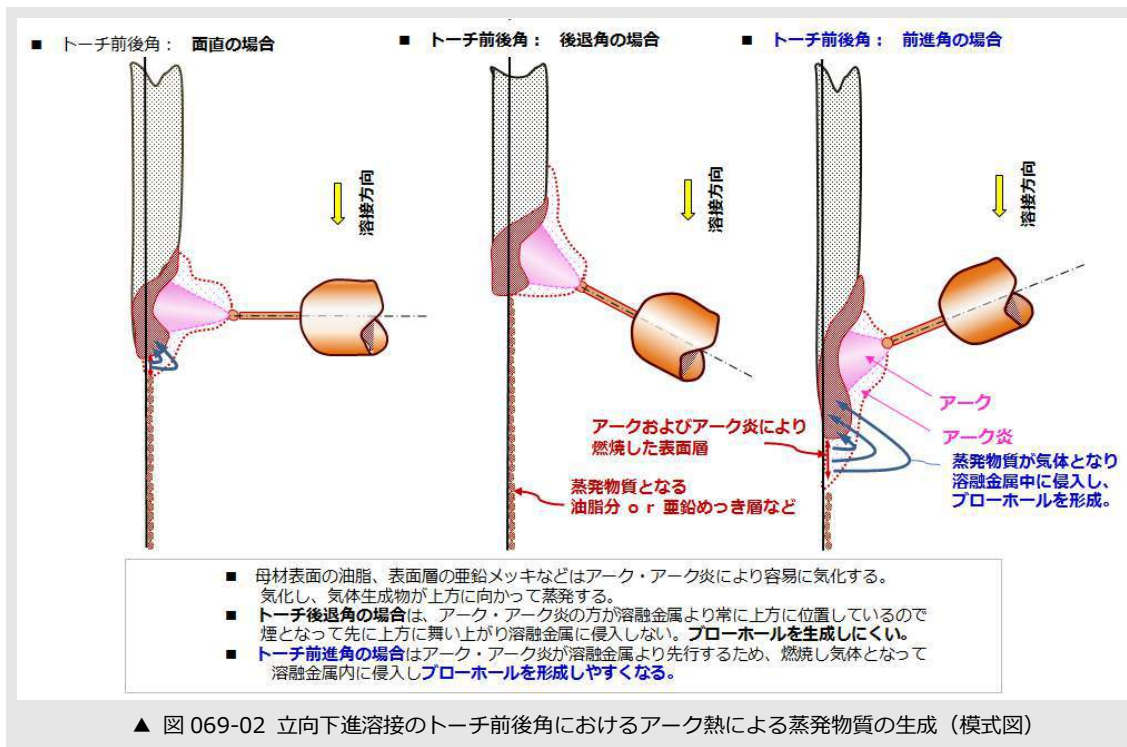 ■ トーチ前後角： 面直の場合
■ トーチ前後角： 後退角の場合
■ トーチ前後角： 前進角の場合
溶接方向
溶接方向
溶接方向
アーク
アーク炎
アークおよびアーク炎により
燃焼した表面層
蒸発物質となる
油脂分 or 亜鉛めっき層など
蒸発物質が気体となり
溶融金属中に侵入し、
ブローホールを形成。
■ 母材表面の油脂、表面層の亜鉛メッキなどはアーク・アーク炎により容易に気化する。
気化し、気体生成物が上方に向かって蒸発する。
■ トーチ後退角の場合は、アーク・アーク炎の方が溶融金属より常に上方に位置しているので
煙となって先に上方に舞い上がり溶融金属に侵入しない。ブローホールを生成しにくい。
■ トーチ前進角の場合はアーク・アーク炎が溶融金属より先行するため、燃焼し気体となって
溶融金属内に侵入しブローホールを形成しやすくなる。
▲ 図 069-02 立向下進溶接のトーチ前後角におけるアーク熱による蒸発物質の生成（模式図）